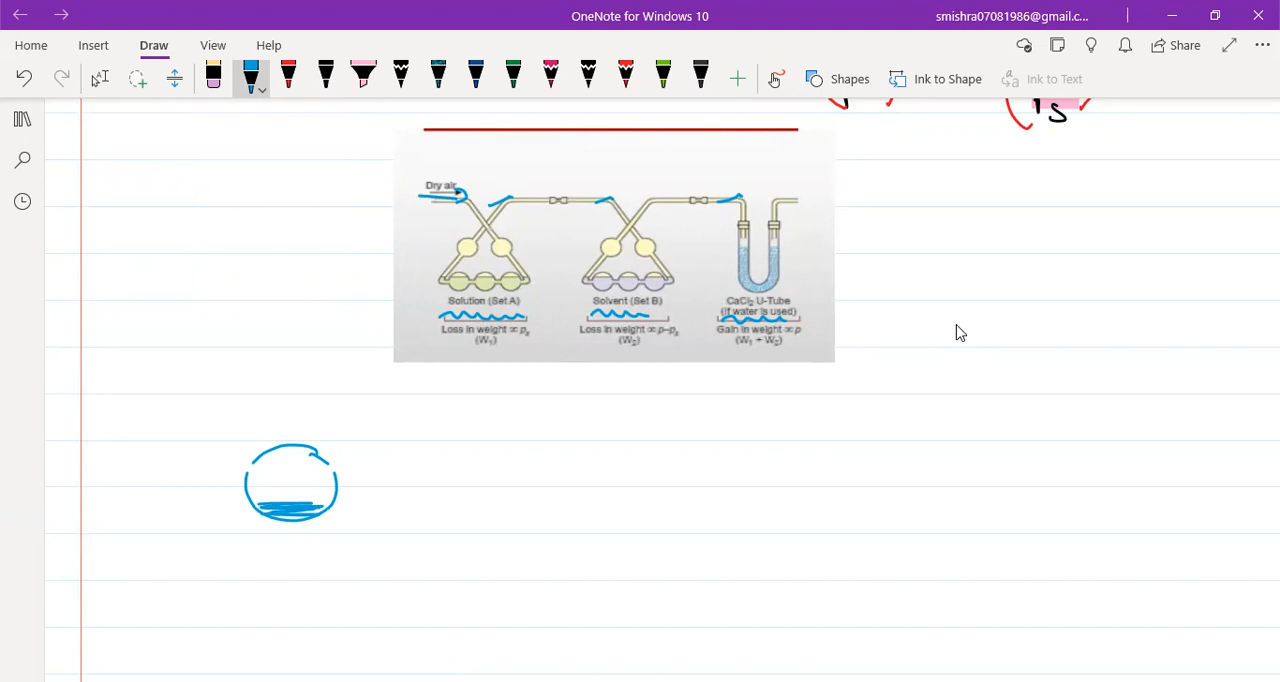 OneNote for Windows 10
smishra07081986@gmail.c...
Home Insert Draw View Help
Share
Shapes Ink to Shape Ink to Text
s
Dry air
Solution (Set A) Solvent (Set B) CaCl₂ U-Tube
(If water is used)
Loss in weight ∝ pₛ Loss in weight ∝ p-pₛ Gain in weight ∝ p
(W₁) (W₂) (W₁ + W₂)